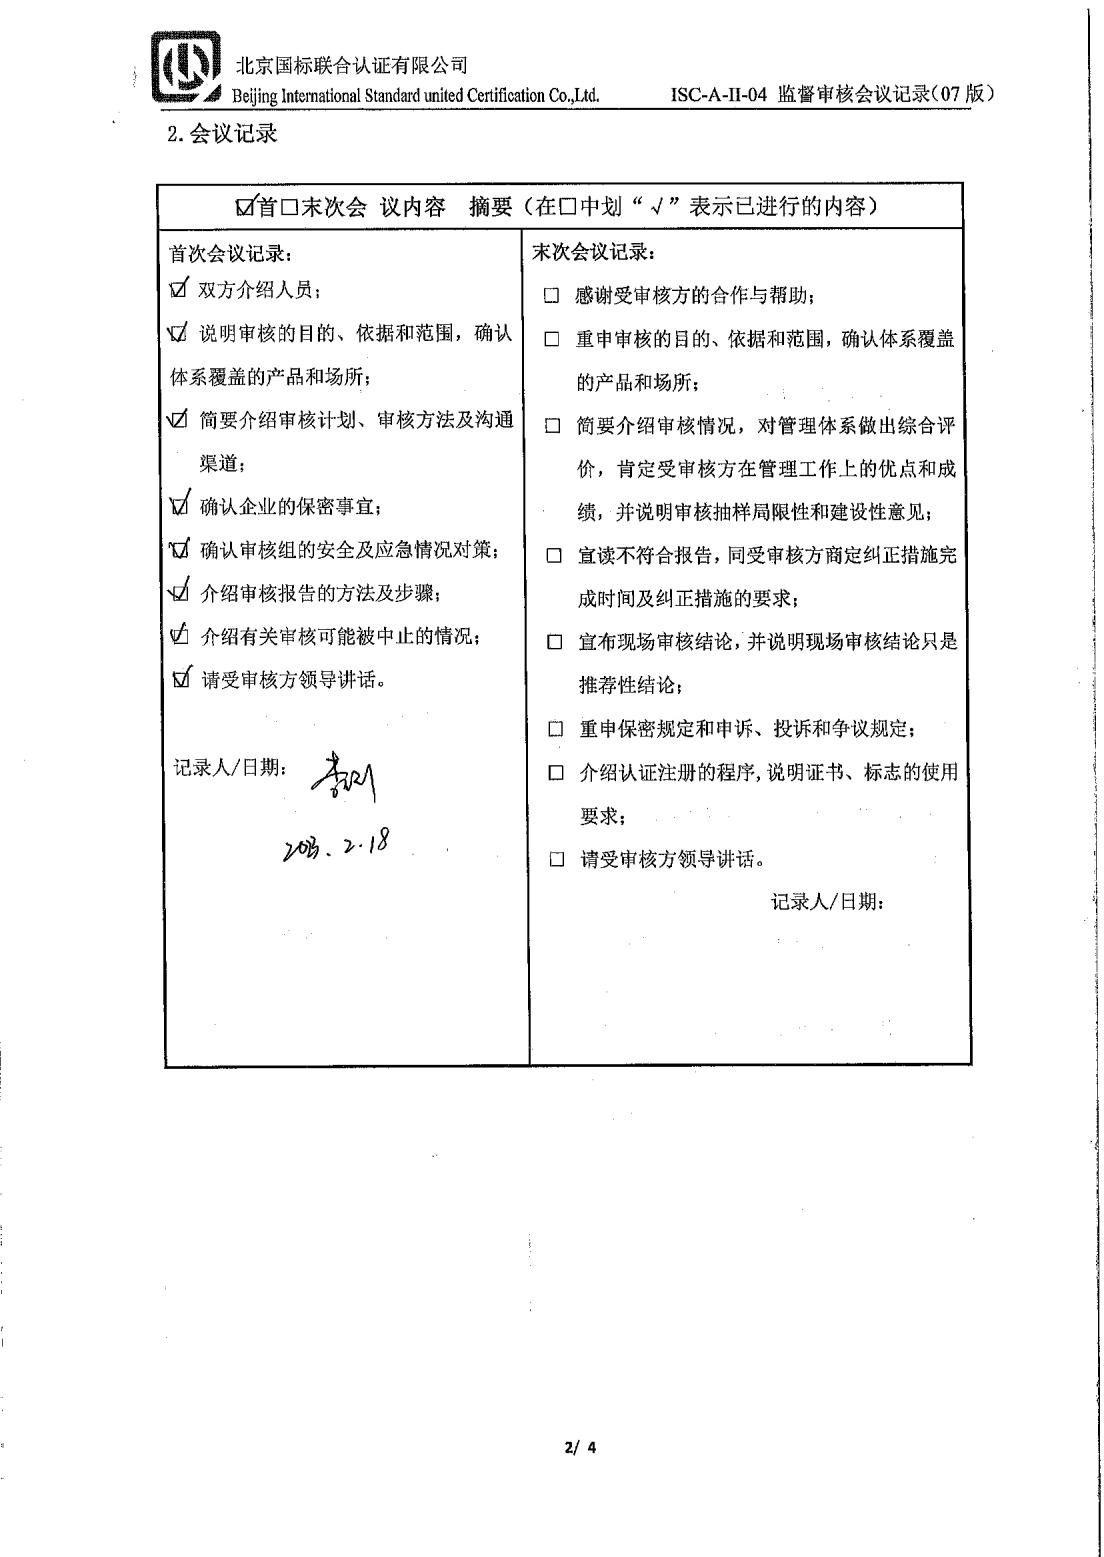 北京国标联合认证有限公司
Beijing International Standard united Certification Co.,Ltd.
ISC-A-II-04 监督审核会议记录(07版)
2.会议记录
☑首□末次会 议内容 摘要(在□中划“√”表示已进行的内容)
首次会议记录:
☑ 双方介绍人员;
☑ 说明审核的目的、依据和范围,确认
体系覆盖的产品和场所;
☑ 简要介绍审核计划、审核方法及沟通
渠道;
☑ 确认企业的保密事宜;
☑ 确认审核组的安全及应急情况对策;
☑ 介绍审核报告的方法及步骤;
☑ 介绍有关审核可能被中止的情况;
☑ 请受审核方领导讲话。
记录人/日期:
2.18
末次会议记录:
□ 感谢受审核方的合作与帮助;
□ 重申审核的目的、依据和范围,确认体系覆盖
的产品和场所;
□ 简要介绍审核情况,对管理体系做出综合评
价,肯定受审核方在管理工作上的优点和成
绩,并说明审核抽样局限性和建设性意见;
□ 宣读不符合报告,同受审核方商定纠正措施完
成时间及纠正措施的要求;
□ 宣布现场审核结论,并说明现场审核结论只是
推荐性结论;
□ 重申保密规定和申诉、投诉和争议规定;
□ 介绍认证注册的程序,说明证书、标志的使用
要求;
□ 请受审核方领导讲话。
记录人/日期:
2/ 4